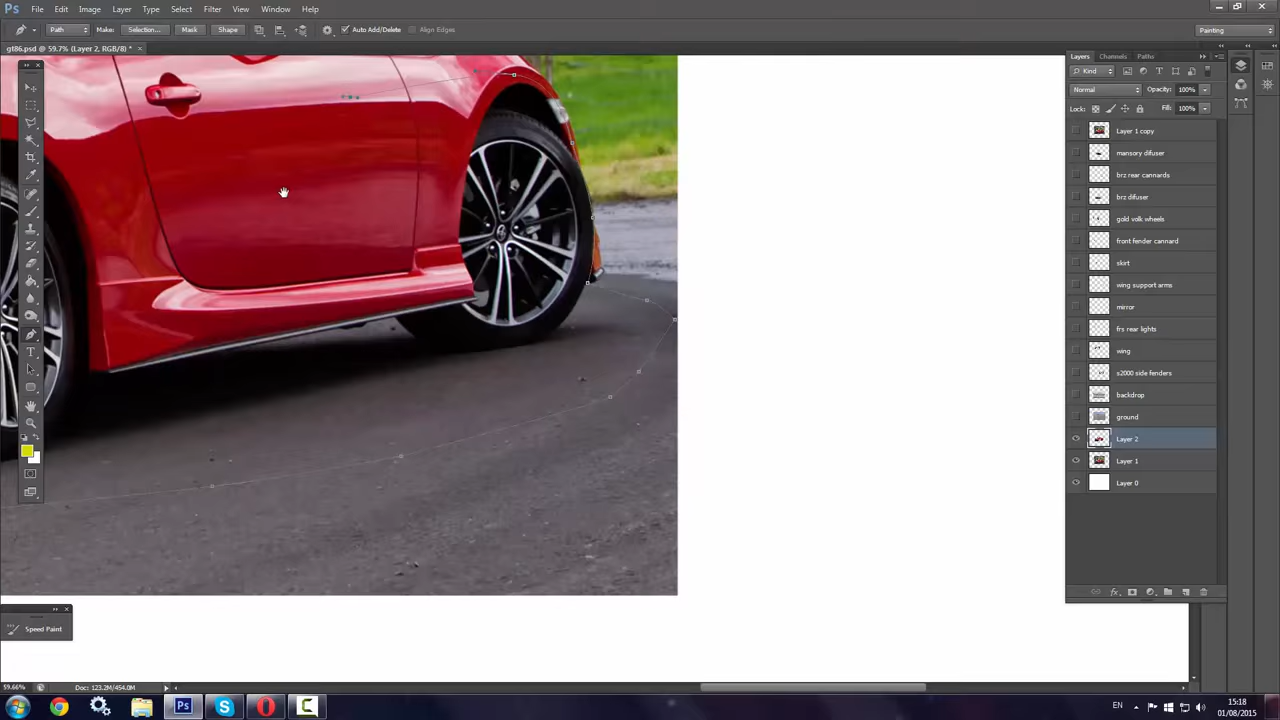 Ps File Edit Image Layer Type Select Filter View Window Help
Path Make: Selection... Mask Shape Auto Add/Delete Align Edges Painting
gt86.psd @ 59.7% (Layer 2, RGB/8) *
Layers Channels Paths
Kind
Normal Opacity: 100%
Lock: Fill: 100%
Layer 1 copy
mansory difuser
brz rear cannards
brz difuser
gold volk wheels
front fender cannard
skirt
wing support arms
mirror
frs rear lights
wing
s2000 side fenders
backdrop
ground
Layer 2
Layer 1
Layer 0
Speed Paint
59.66% Doc: 123.2M/454.0M
EN 15:18
01/08/2015